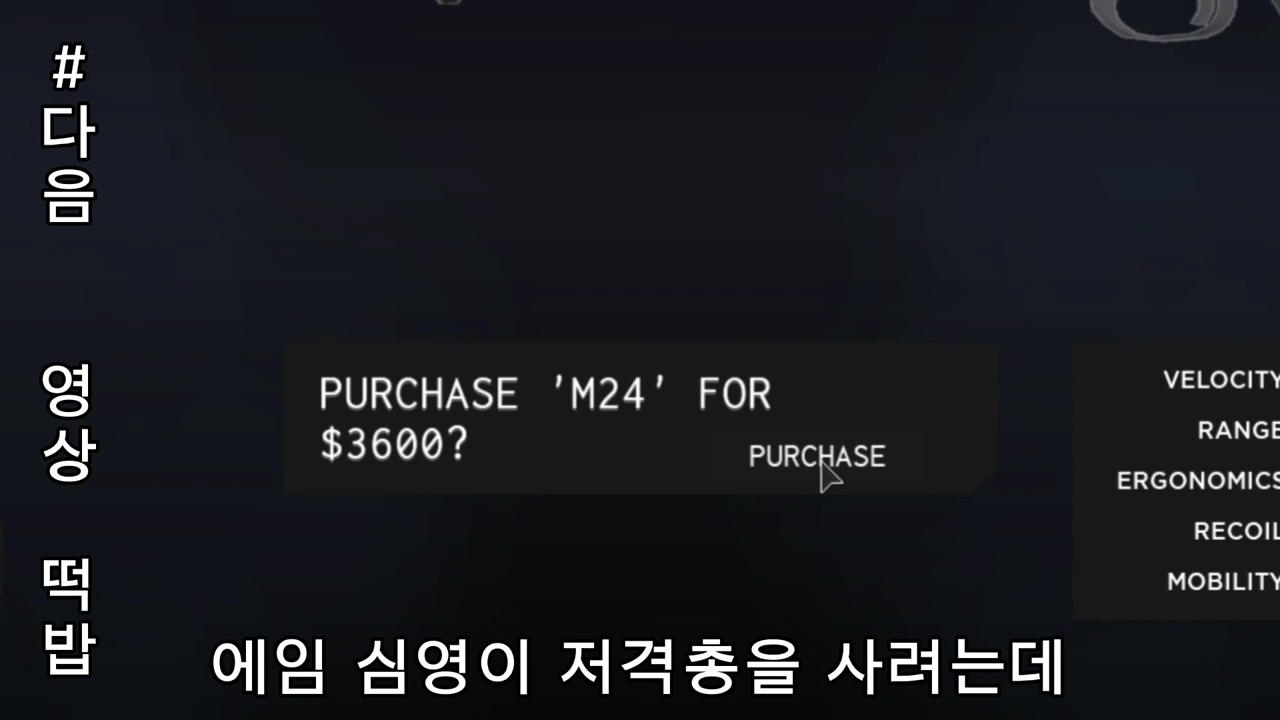 #다음 영상 떡밥
PURCHASE 'M24' FOR
$3600?
PURCHASE
VELOCITY
RANGE
ERGONOMICS
RECOIL
MOBILITY
에임 심영이 저격총을 사려는데